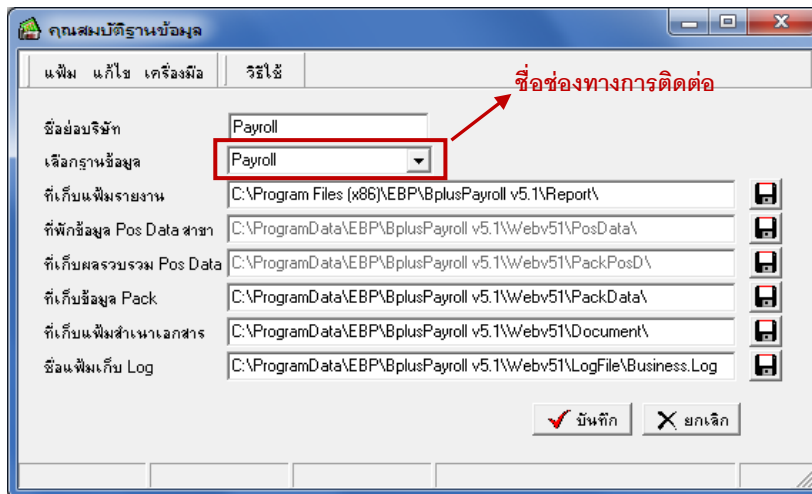 คุณสมบัติฐานข้อมูล
แฟ้ม แก้ไข เครื่องมือ วิธีใช้
ชื่อช่องทางการติดต่อ
ชื่อย่อบริษัท Payroll
เลือกฐานข้อมูล Payroll
ที่เก็บแฟ้มรายงาน C:\Program Files (x86)\EBP\BplusPayroll v5.1\Report\
ที่พักข้อมูล Pos Data สาขา C:\ProgramData\EBP\BplusPayroll v5.1\Webv51\PosData\
ที่เก็บผลรวบรวม Pos Data C:\ProgramData\EBP\BplusPayroll v5.1\Webv51\PackPosD\
ที่เก็บข้อมูล Pack C:\ProgramData\EBP\BplusPayroll v5.1\Webv51\PackData\
ที่เก็บแฟ้มสำเนาเอกสาร C:\ProgramData\EBP\BplusPayroll v5.1\Webv51\Document\
ชื่อแฟ้มเก็บ Log C:\ProgramData\EBP\BplusPayroll v5.1\Webv51\LogFile\Business.Log
บันทึก ยกเลิก